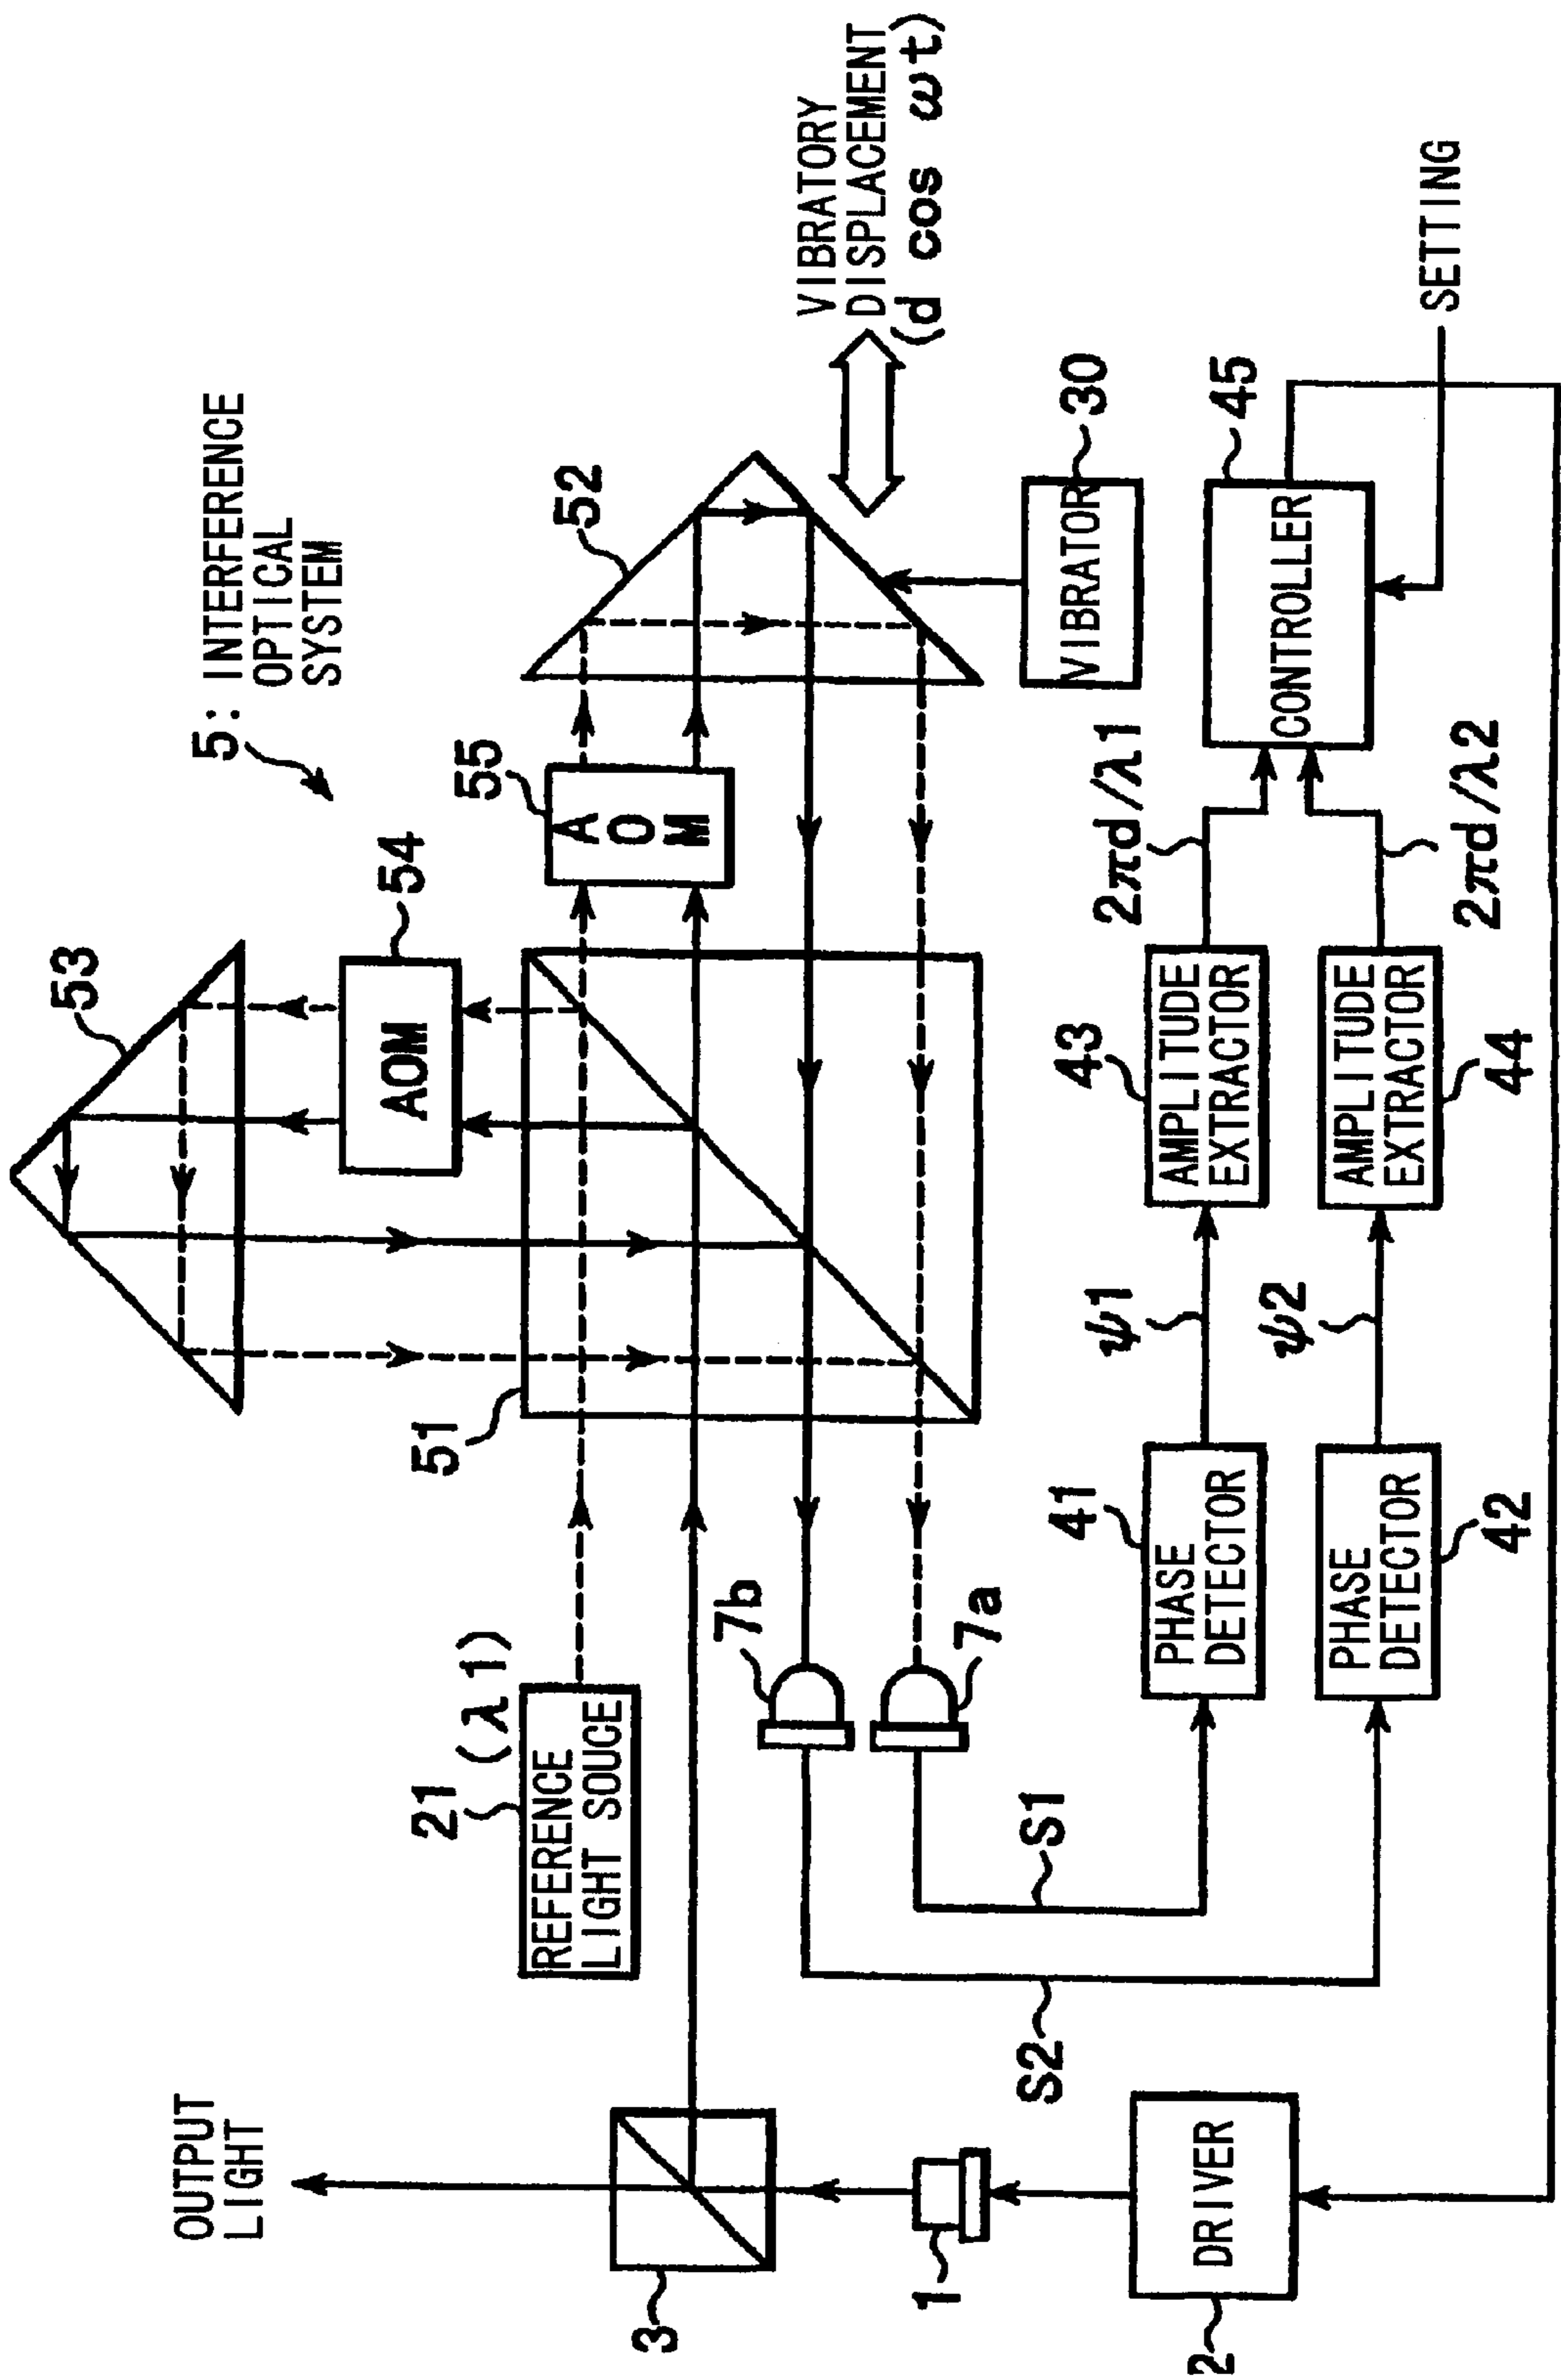 5: INTERFERENCE
OPTICAL
SYSTEM
53
54
AOM
55
AOM
52
VIBRATORY
DISPLACEMENT
(d cos ωt)
OUTPUT
LIGHT
21 (λ1)
REFERENCE
LIGHT SOUCE
51
3
7b
7a
VIBRATOR
30
1
S1
S2
41
PHASE
DETECTOR
ψ1
43
AMPLITUDE
EXTRACTOR
2πd/λ1
45
CONTROLLER
SETTING
DRIVER
2
PHASE
DETECTOR
42
ψ2
AMPLITUDE
EXTRACTOR
44
2πd/λ2